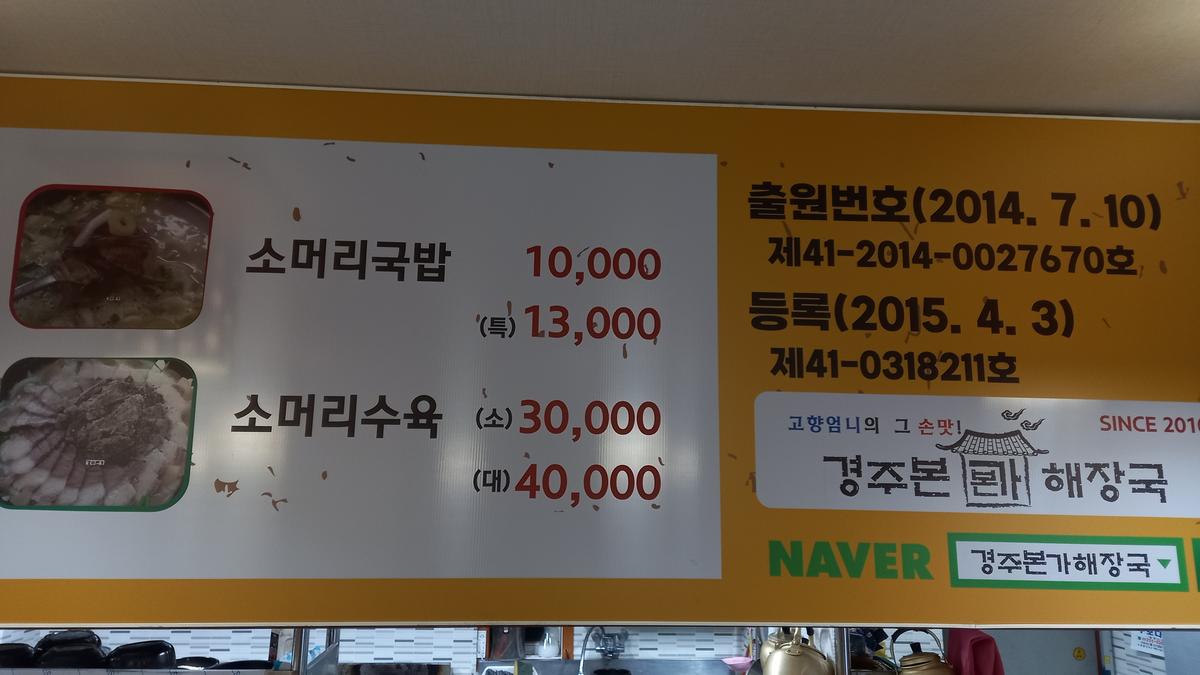 소머리국밥 10,000
(특) 13,000
소머리수육 (소) 30,000
(대) 40,000
출원번호(2014. 7. 10)
제41-2014-0027670호
등록(2015. 4. 3)
제41-0318211호
고향엄니의 그 손맛!
SINCE 201
경주본 본가 해장국
NAVER 경주본가해장국